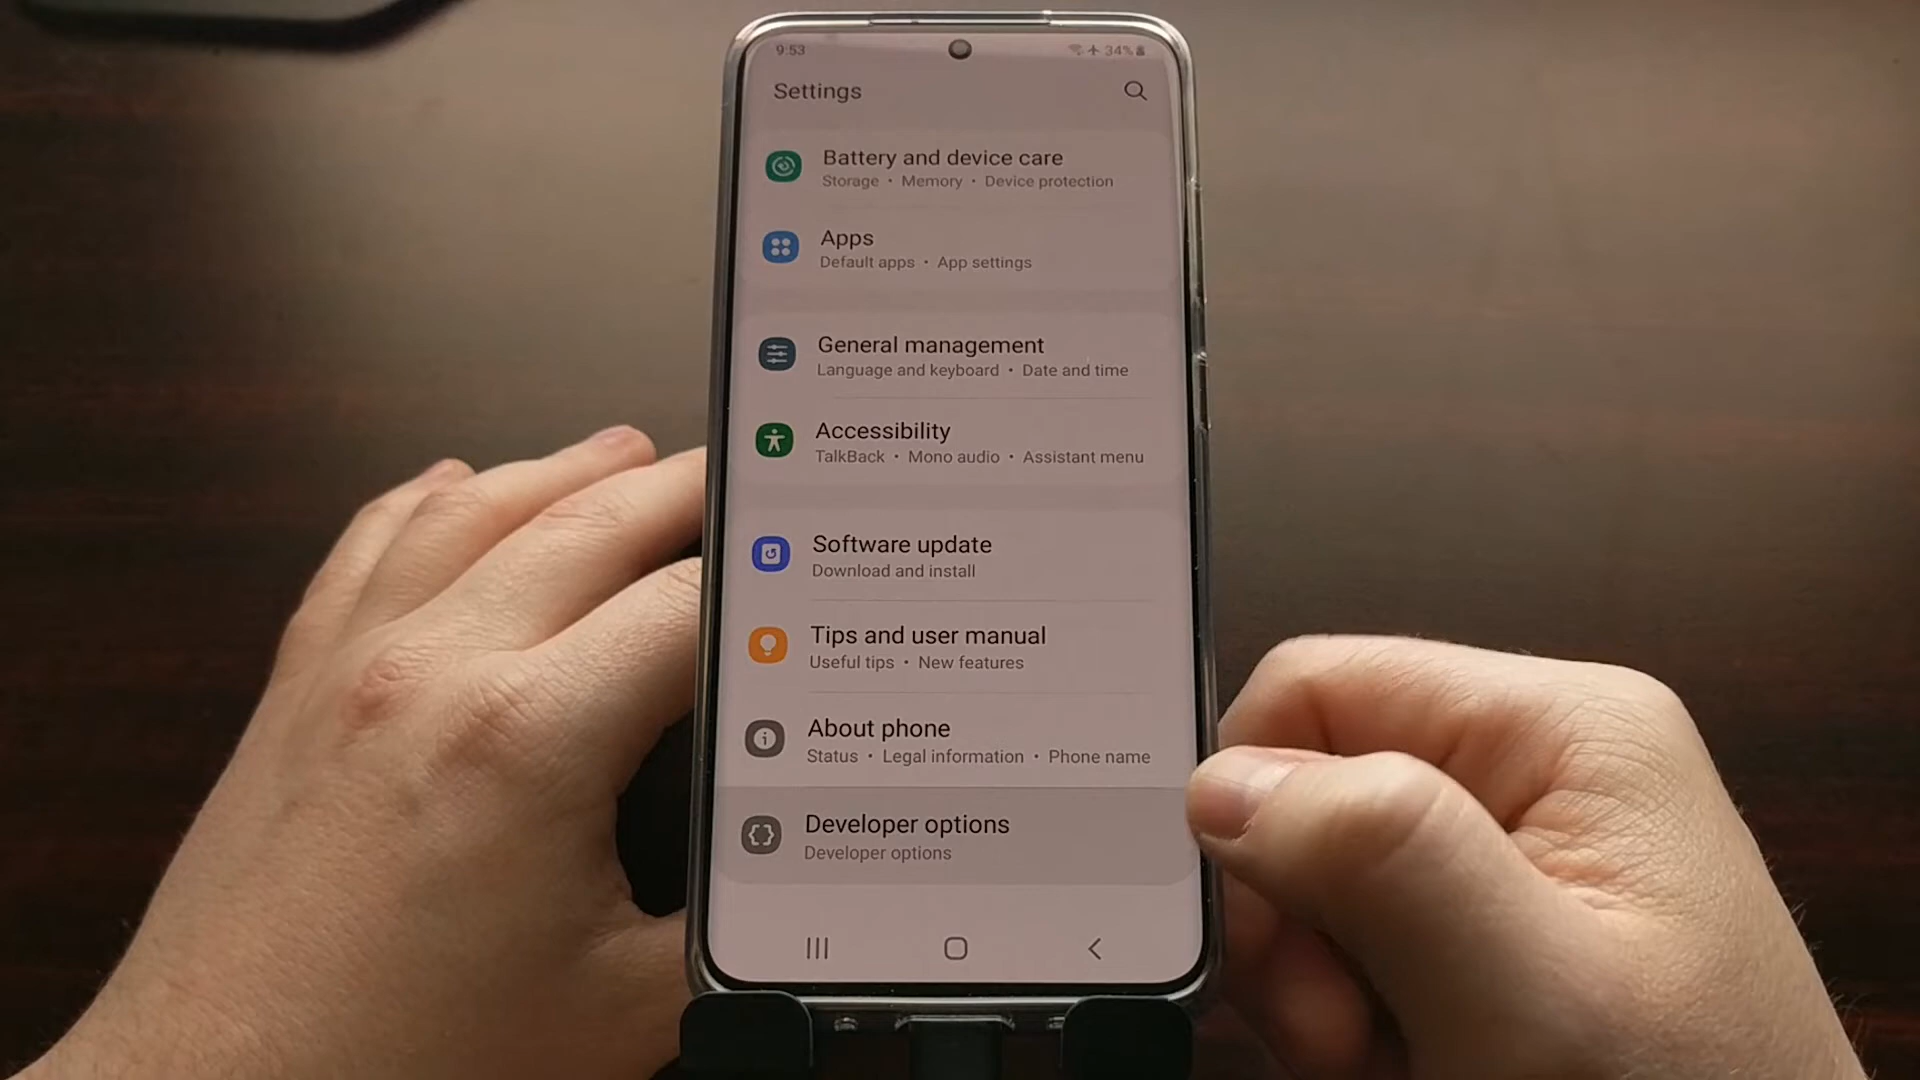 9:53
34%
Settings
Battery and device care
Storage • Memory • Device protection
Apps
Default apps • App settings
General management
Language and keyboard • Date and time
Accessibility
TalkBack • Mono audio • Assistant menu
Software update
Download and install
Tips and user manual
Useful tips • New features
About phone
Status • Legal information • Phone name
Developer options
Developer options